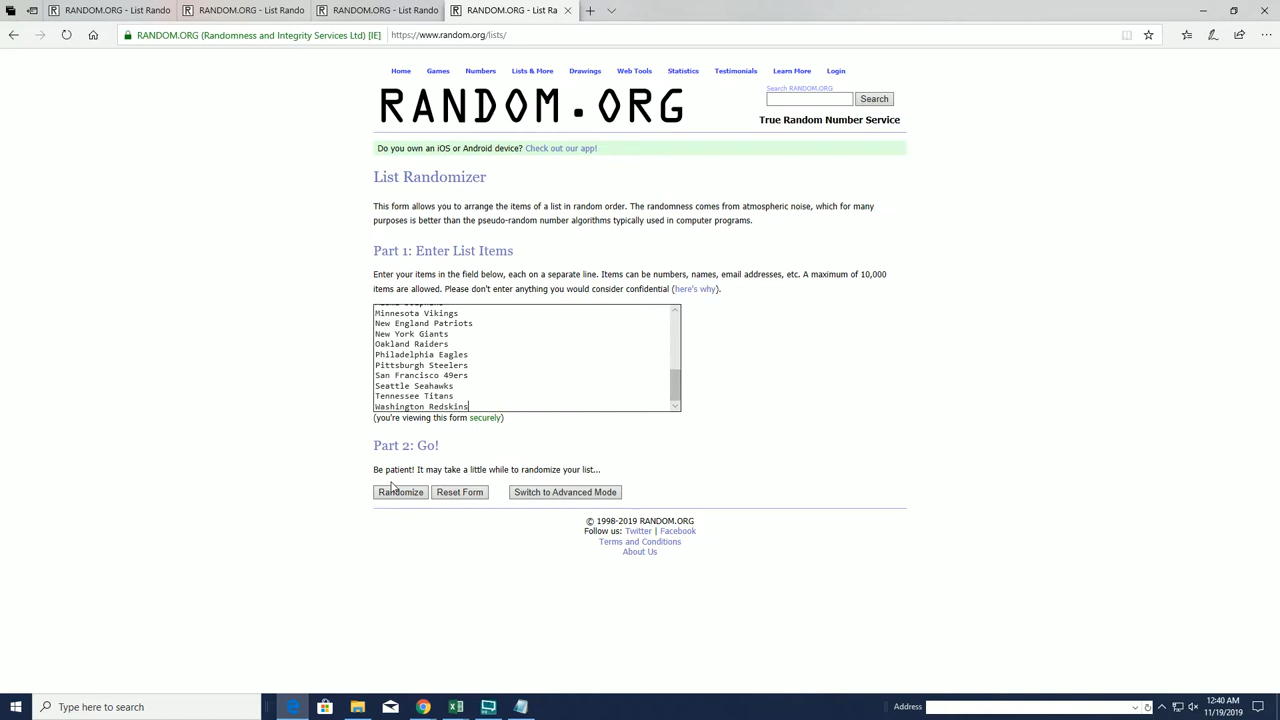 RANDOM.ORG - List Rando
RANDOM.ORG - List Rando
RANDOM.ORG - List Rando
RANDOM.ORG - List Ra
RANDOM.ORG (Randomness and Integrity Services Ltd) [IE]
https://www.random.org/lists/
Home Games Numbers Lists & More Drawings Web Tools Statistics Testimonials Learn More Login
Search RANDOM.ORG
RANDOM.ORG
Search
True Random Number Service
Do you own an iOS or Android device? Check out our app!
List Randomizer
This form allows you to arrange the items of a list in random order. The randomness comes from atmospheric noise, which for many
purposes is better than the pseudo-random number algorithms typically used in computer programs.
Part 1: Enter List Items
Enter your items in the field below, each on a separate line. Items can be numbers, names, email addresses, etc. A maximum of 10,000
items are allowed. Please don't enter anything you would consider confidential (here's why).
Minnesota Vikings
New England Patriots
New York Giants
Oakland Raiders
Philadelphia Eagles
Pittsburgh Steelers
San Francisco 49ers
Seattle Seahawks
Tennessee Titans
Washington Redskins
(you're viewing this form securely)
Part 2: Go!
Be patient! It may take a little while to randomize your list...
Randomize Reset Form Switch to Advanced Mode
© 1998-2019 RANDOM.ORG
Follow us: Twitter | Facebook
Terms and Conditions
About Us
Type here to search
Address
12:40 AM
11/19/2019